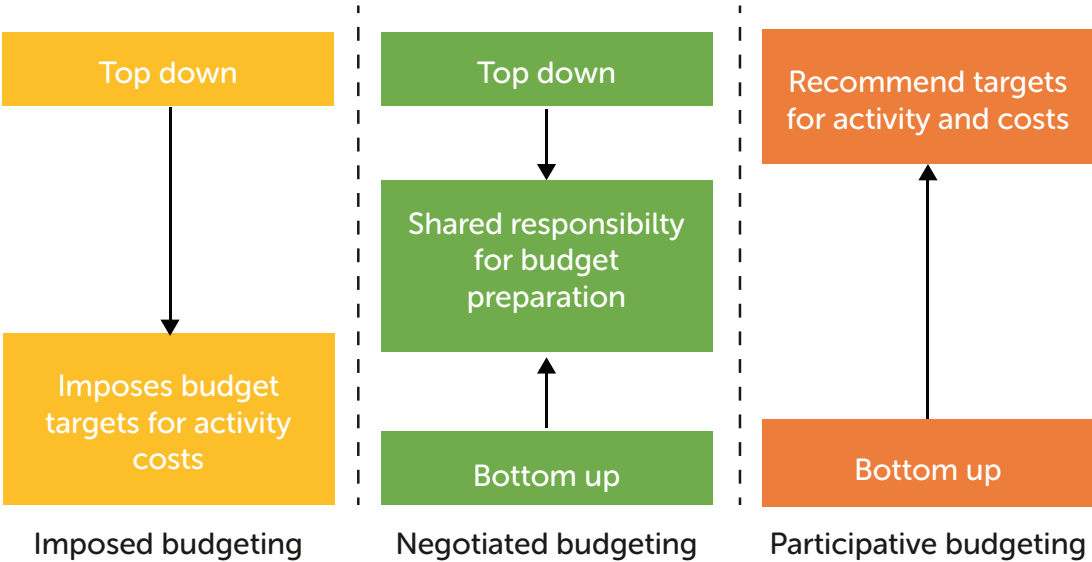 Top down
Imposes budget
targets for activity
costs
Imposed budgeting
Top down
Shared responsibilty
for budget
preparation
Bottom up
Negotiated budgeting
Recommend targets
for activity and costs
Bottom up
Participative budgeting